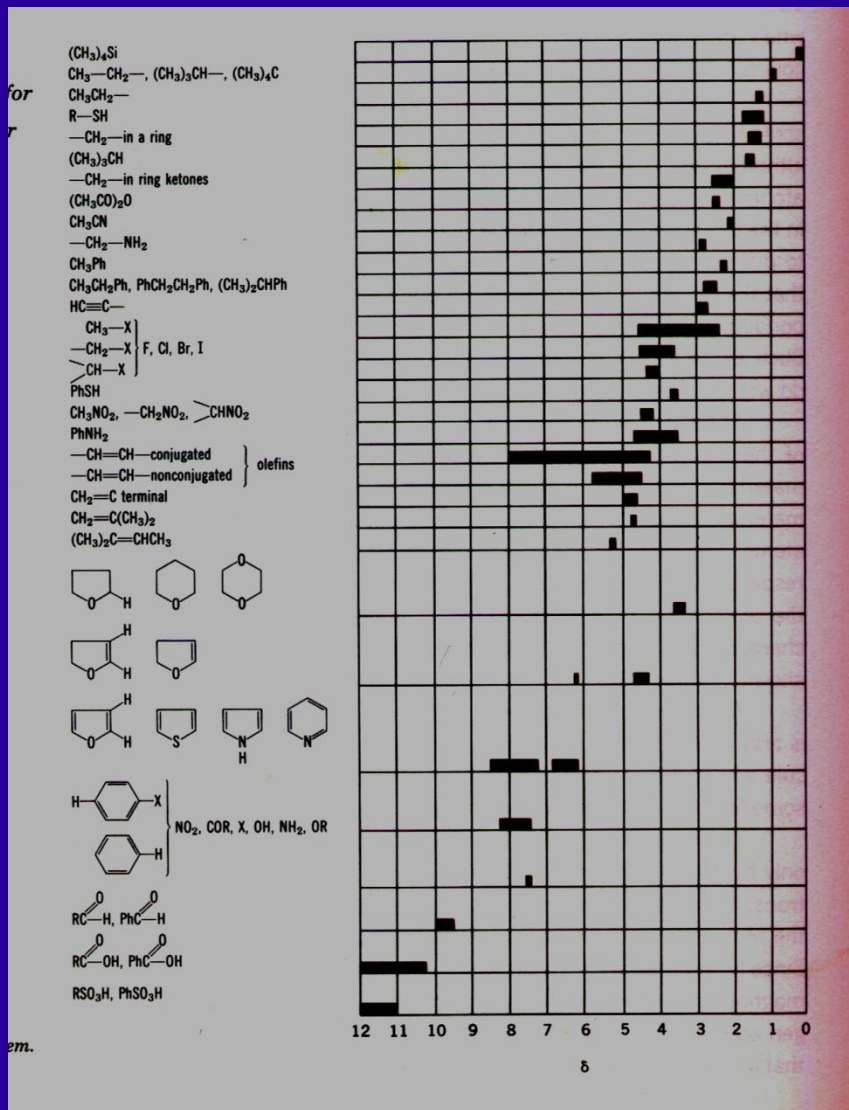 for
r
(CH₃)₄Si
CH₃—CH₂—, (CH₃)₃CH—, (CH₃)₄C
CH₃CH₂—
R—SH
—CH₂—in a ring
(CH₃)₃CH
—CH₂—in ring ketones
(CH₃CO)₂O
CH₃CN
—CH₂—NH₂
CH₃Ph
CH₃CH₂Ph, PhCH₂CH₂Ph, (CH₃)₂CHPh
HC≡C—
CH₃—X
—CH₂—X F, Cl, Br, I
>CH—X
PhSH
CH₃NO₂, —CH₂NO₂, >CHNO₂
PhNH₂
—CH=CH—conjugated
—CH=CH—nonconjugated
olefins
CH₂=C terminal
CH₂=C(CH₃)₂
(CH₃)₂C=CHCH₃
O
O H O O
H
O H O
H
O H S N N
H
H X
NO₂, COR, X, OH, NH₂, OR
H
O O
RC—H, PhC—H
O O
RC—OH, PhC—OH
RSO₃H, PhSO₃H
12 11 10 9 8 7 6 5 4 3 2 1 0
δ
em.